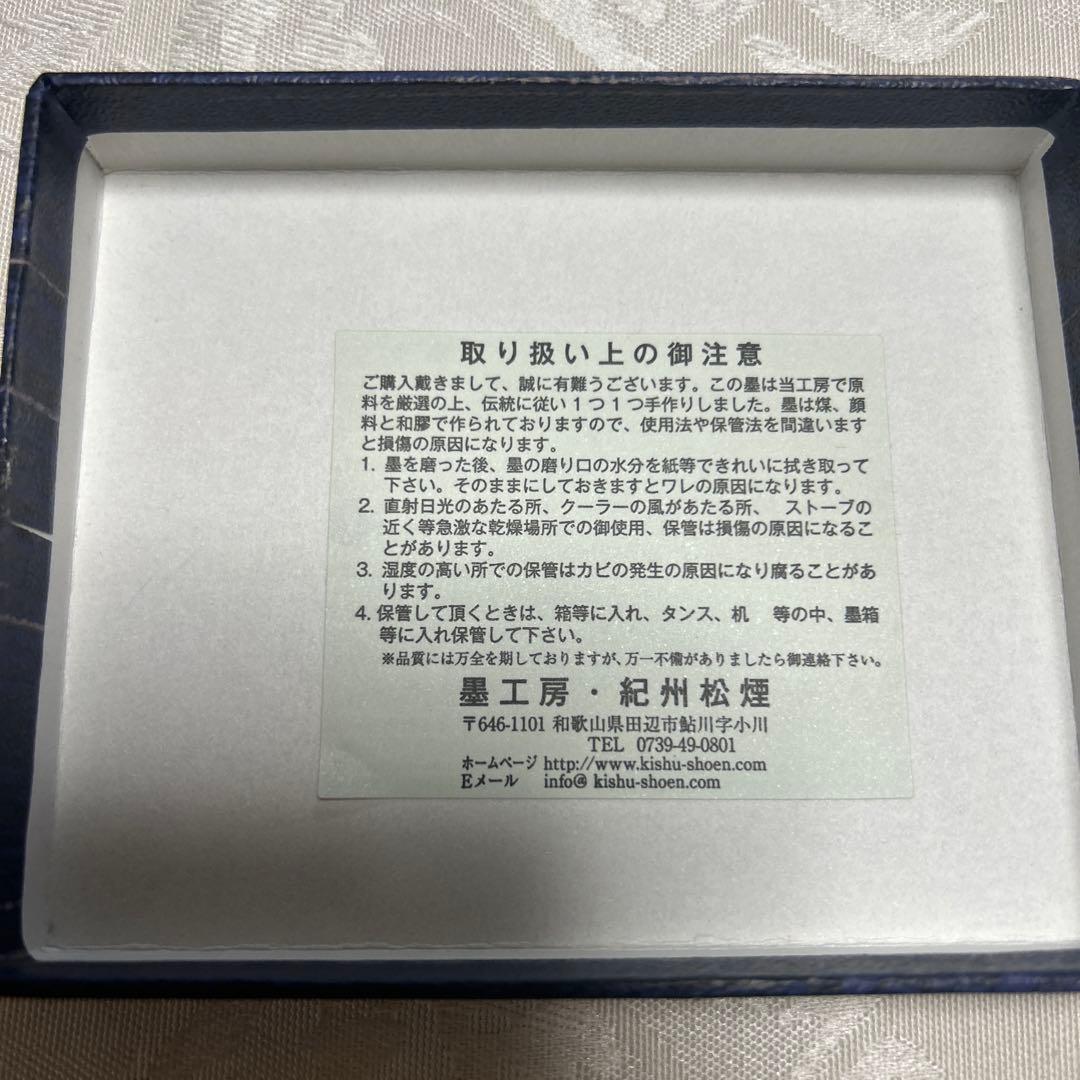 取り扱い上の御注意
ご購入戴きまして、誠に有難うございます。この墨は当工房で原
料を厳選の上、伝統に従い1つ1つ手作りしました。墨は煤、顔
料と和膠で作られておりますので、使用法や保管法を間違います
と損傷の原因になります。
1. 墨を磨った後、墨の磨り口の水分を紙等できれいに拭き取って
下さい。そのままにしておきますとワレの原因になります。
2. 直射日光のあたる所、クーラーの風があたる所、 ストーブの
近く等急激な乾燥場所での御使用、保管は損傷の原因になるこ
とがあります。
3. 湿度の高い所での保管はカビの発生の原因になり腐ることがあ
ります。
4. 保管して頂くときは、箱等に入れ、タンス、机 等の中、墨箱
等に入れ保管して下さい。
※品質には万全を期しておりますが、万一不備がありましたら御連絡下さい。
墨工房・紀州松煙
〒646-1101 和歌山県田辺市鮎川字小川
TEL 0739-49-0801
ホームページ http://www.kishu-shoen.com
Eメール info@ kishu-shoen.com